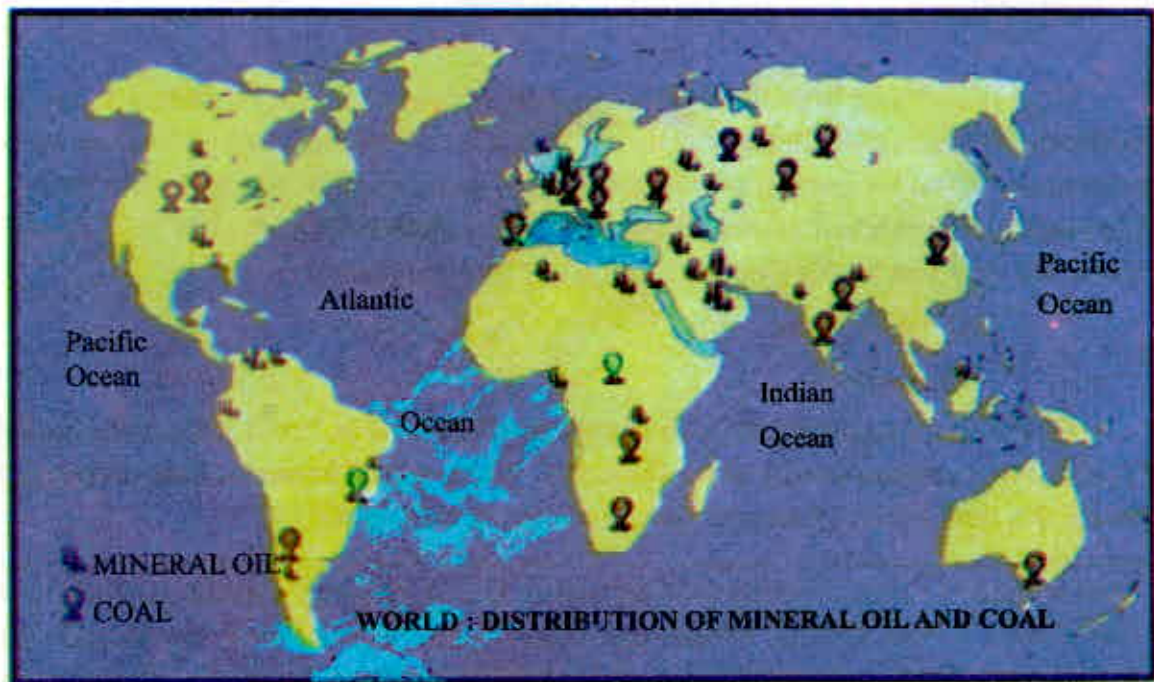 Atlantic
Pacific
Ocean
Pacific
Ocean
Ocean
Indian
Ocean
MINERAL OIL
COAL
WORLD : DISTRIBUTION OF MINERAL OIL AND COAL